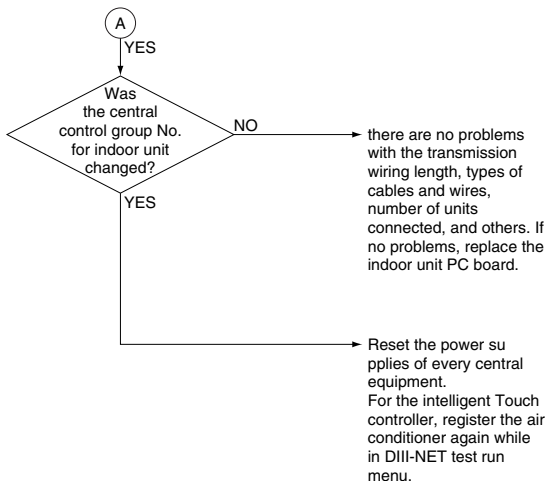 A
YES
Was
the central
control group No.
for indoor unit
changed?
NO
there are no problems
with the transmission
wiring length, types of
cables and wires,
number of units
connected, and others. If
no problems, replace the
indoor unit PC board.
YES
Reset the power su
pplies of every central
equipment.
For the intelligent Touch
controller, register the air
conditioner again while
in DIII-NET test run
menu.